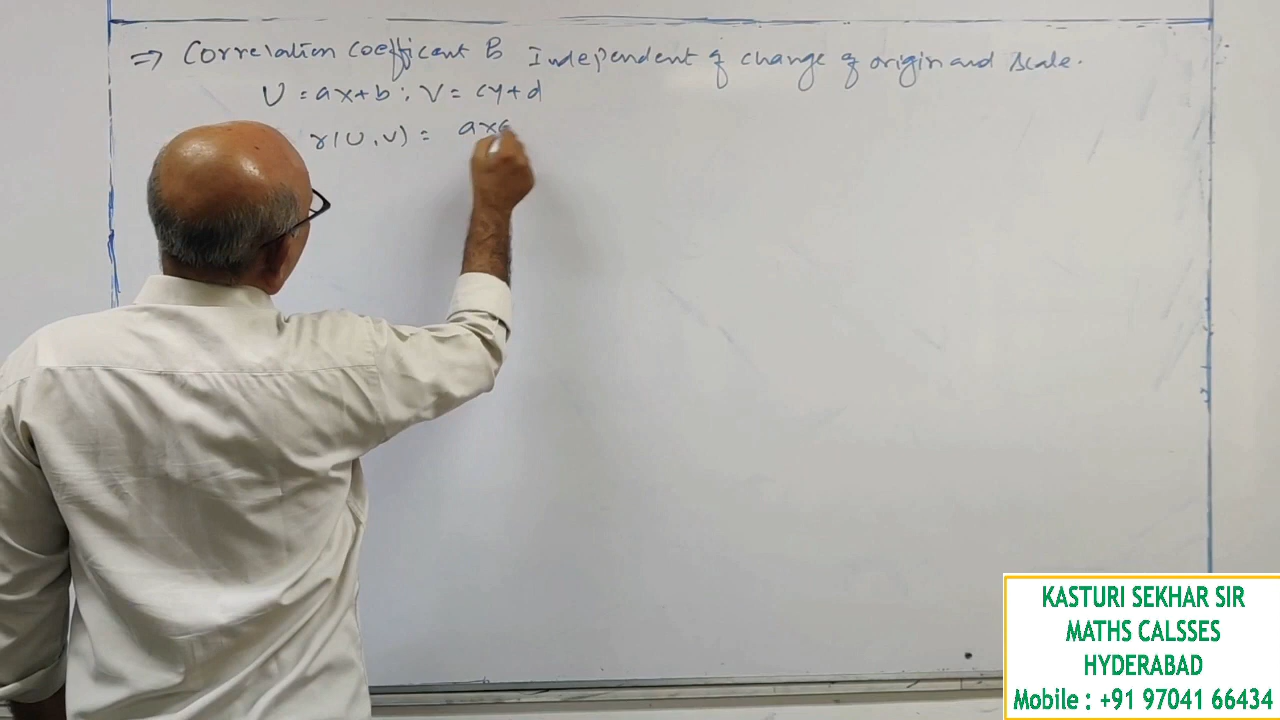 ⇒ Correlation coefficant is Independent of change of origin and scale.
U = ax+b ; V = cy+d
r(U,V) = a×c
KASTURI SEKHAR SIR
MATHS CALSSES
HYDERABAD
Mobile : +91 97041 66434